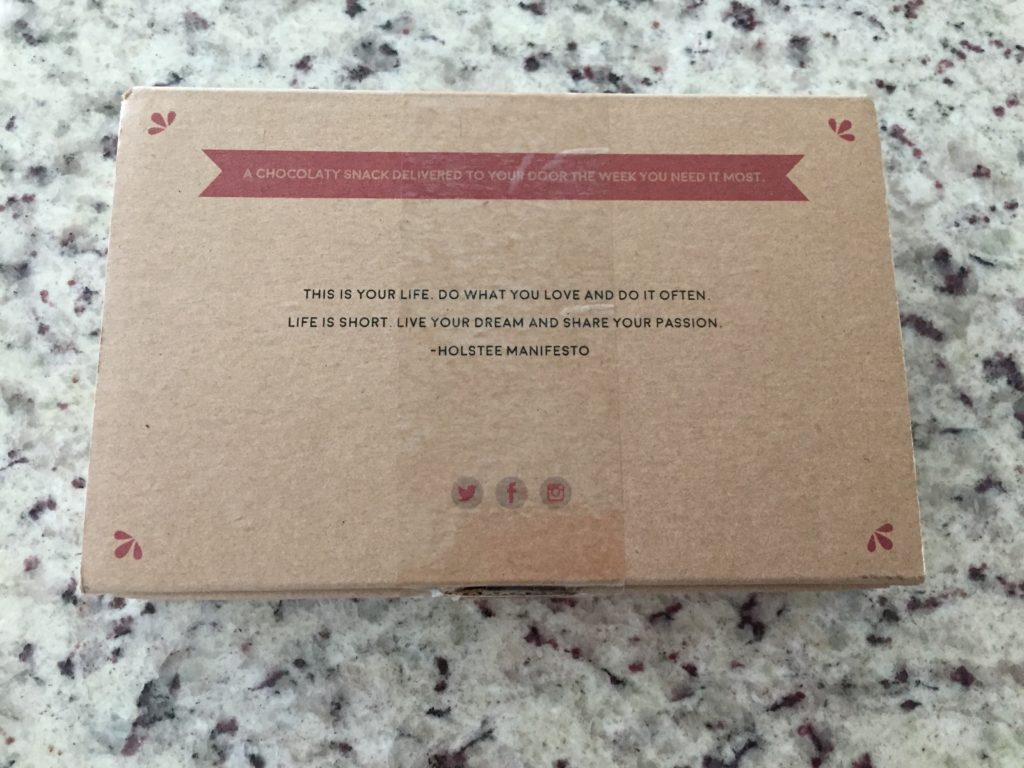 A CHOCOLATY SNACK DELIVERED TO YOUR DOOR THE WEEK YOU NEED IT MOST.
THIS IS YOUR LIFE. DO WHAT YOU LOVE AND DO IT OFTEN.
LIFE IS SHORT. LIVE YOUR DREAM AND SHARE YOUR PASSION.
-HOLSTEE MANIFESTO